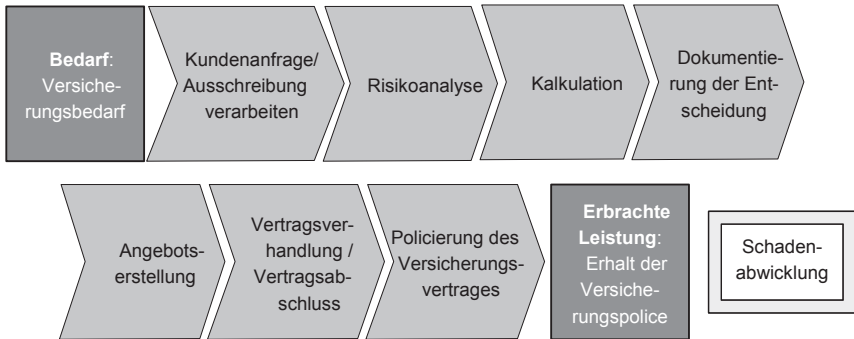 Bedarf:
Versiche-
rungsbedarf
Kundenanfrage/
Ausschreibung
verarbeiten
Risikoanalyse
Kalkulation
Dokumentie-
rung der Ent-
scheidung
Angebots-
erstellung
Vertragsver-
handlung /
Vertragsab-
schluss
Policierung des
Versicherungs-
vertrages
Erbrachte
Leistung:
Erhalt der
Versiche-
rungspolice
Schaden-
abwicklung